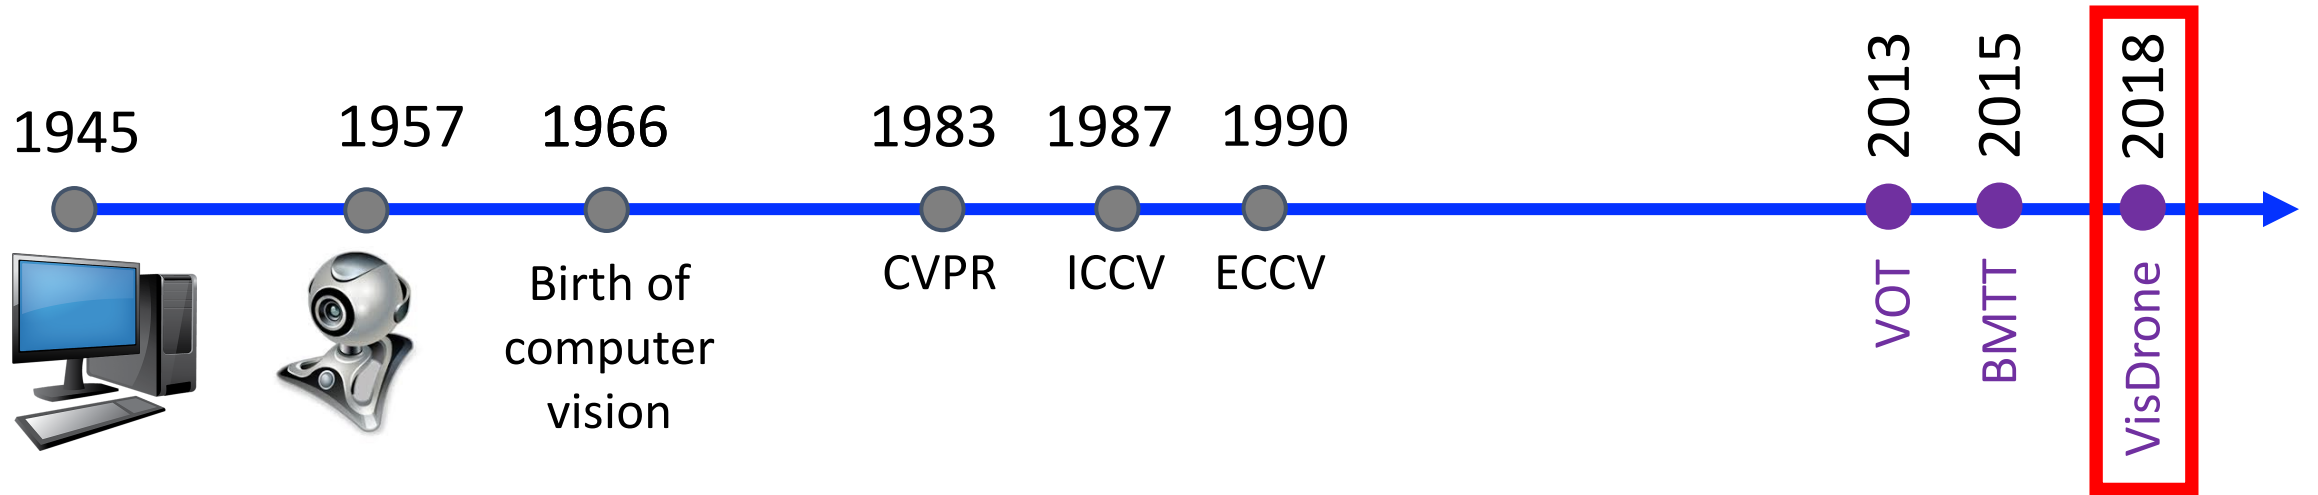 1945
1957
1966
1983
1987
1990
2013
2015
2018
Birth of
computer
vision
CVPR
ICCV
ECCV
VOT
BMTT
VisDrone